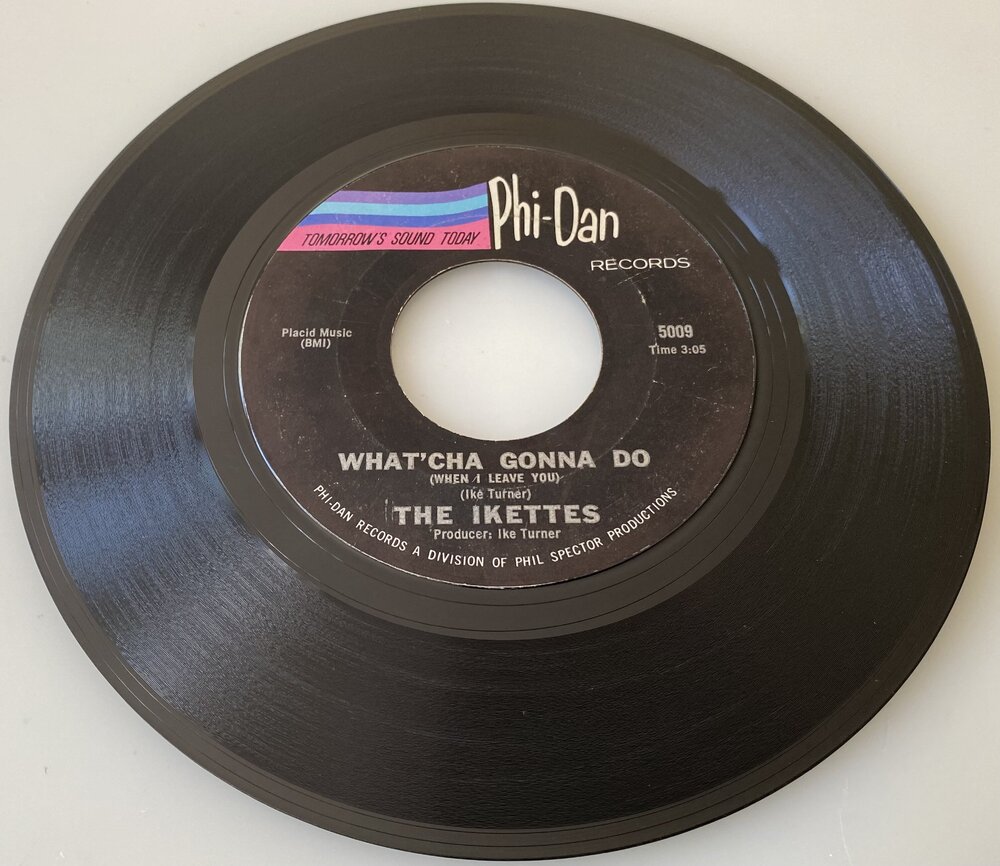 Phi-Dan
TOMORROW'S SOUND TODAY
RECORDS
Placid Music
(BMI)
5009
Time 3:05
WHAT'CHA GONNA DO
(WHEN I LEAVE YOU)
(Ike Turner)
THE IKETTES
Producer: Ike Turner
PHI-DAN RECORDS A DIVISION OF PHIL SPECTOR PRODUCTIONS